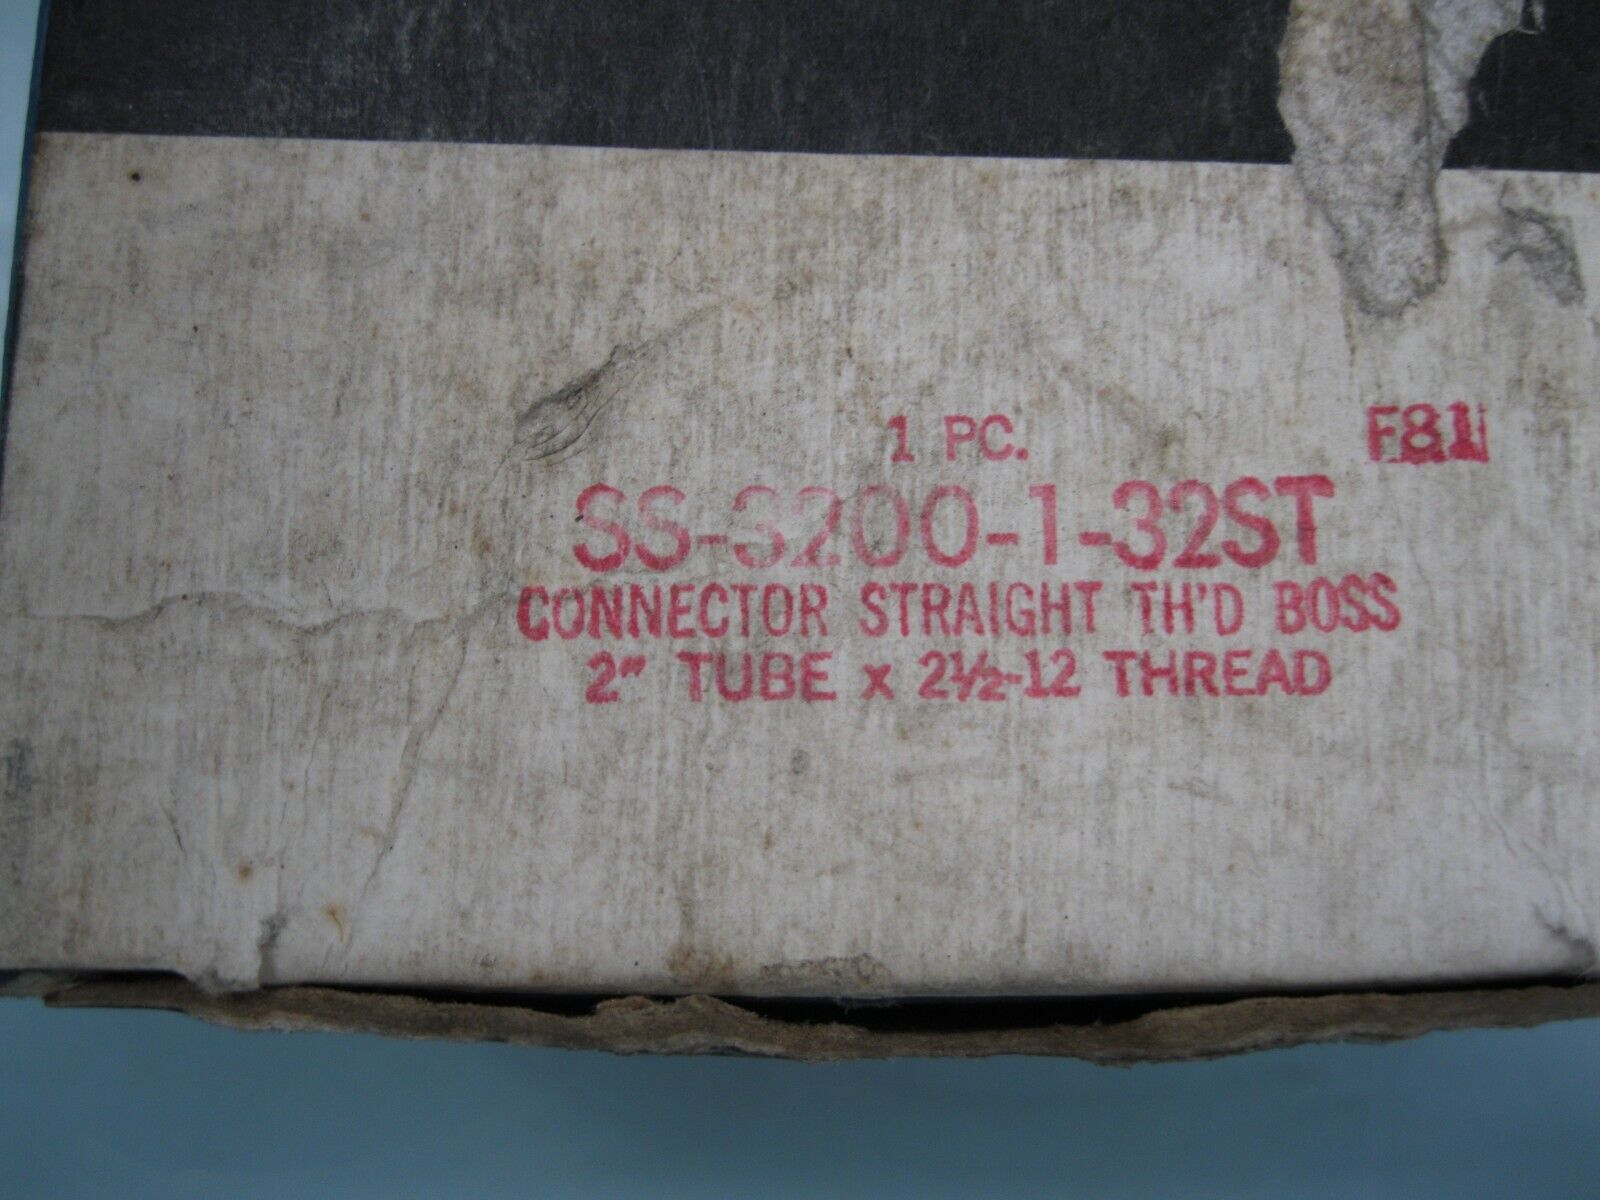 1 PC. F81
SS-3200-1-32ST
CONNECTOR STRAIGHT TH'D BOSS
2" TUBE x 2½-12 THREAD